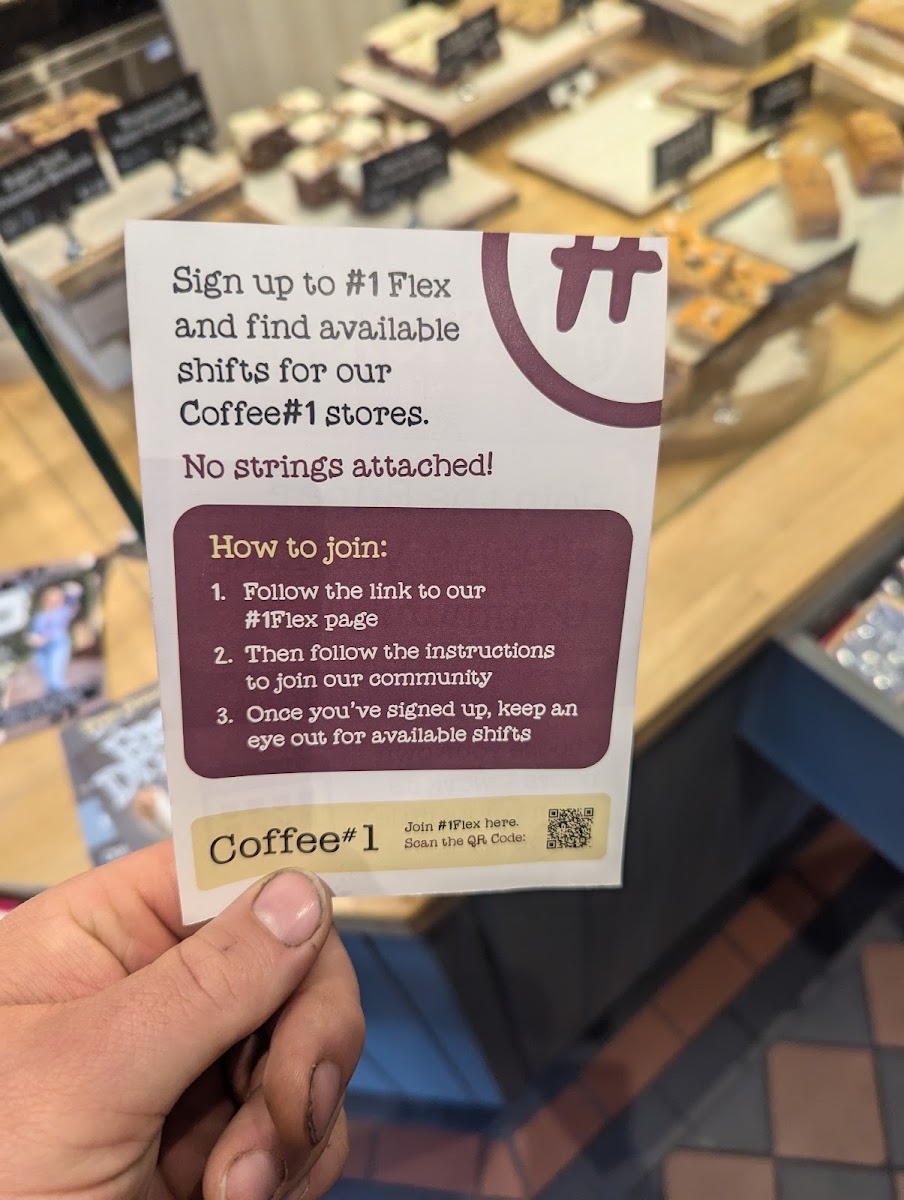 #
Sign up to #1 Flex
and find available
shifts for our
Coffee#1 stores.
No strings attached!
How to join:
1. Follow the link to our
#1Flex page
2. Then follow the instructions
to join our community
3. Once you've signed up, keep an
eye out for available shifts
Coffee#1
Join #1Flex here.
Scan the QR Code: